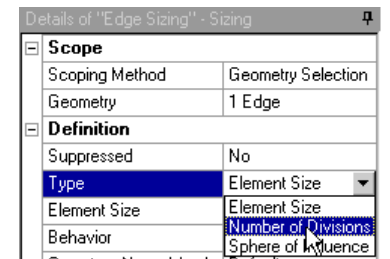 Details of "Edge Sizing" - Sizing
Scope
Scoping Method Geometry Selection
Geometry 1 Edge
Definition
Suppressed No
Type Element Size
Element Size Element Size
Number of Divisions
Behavior
Sphere of Influence